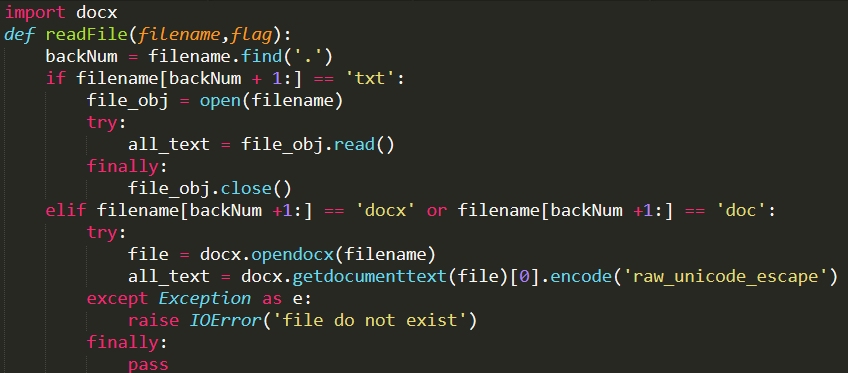 import docx
def readFile(filename,flag):
    backNum = filename.find('.')
    if filename[backNum + 1:] == 'txt':
        file_obj = open(filename)
        try:
            all_text = file_obj.read()
        finally:
            file_obj.close()
    elif filename[backNum +1:] == 'docx' or filename[backNum +1:] == 'doc':
        try:
            file = docx.opendocx(filename)
            all_text = docx.getdocumenttext(file)[0].encode('raw_unicode_escape')
        except Exception as e:
            raise IOError('file do not exist')
        finally:
            pass